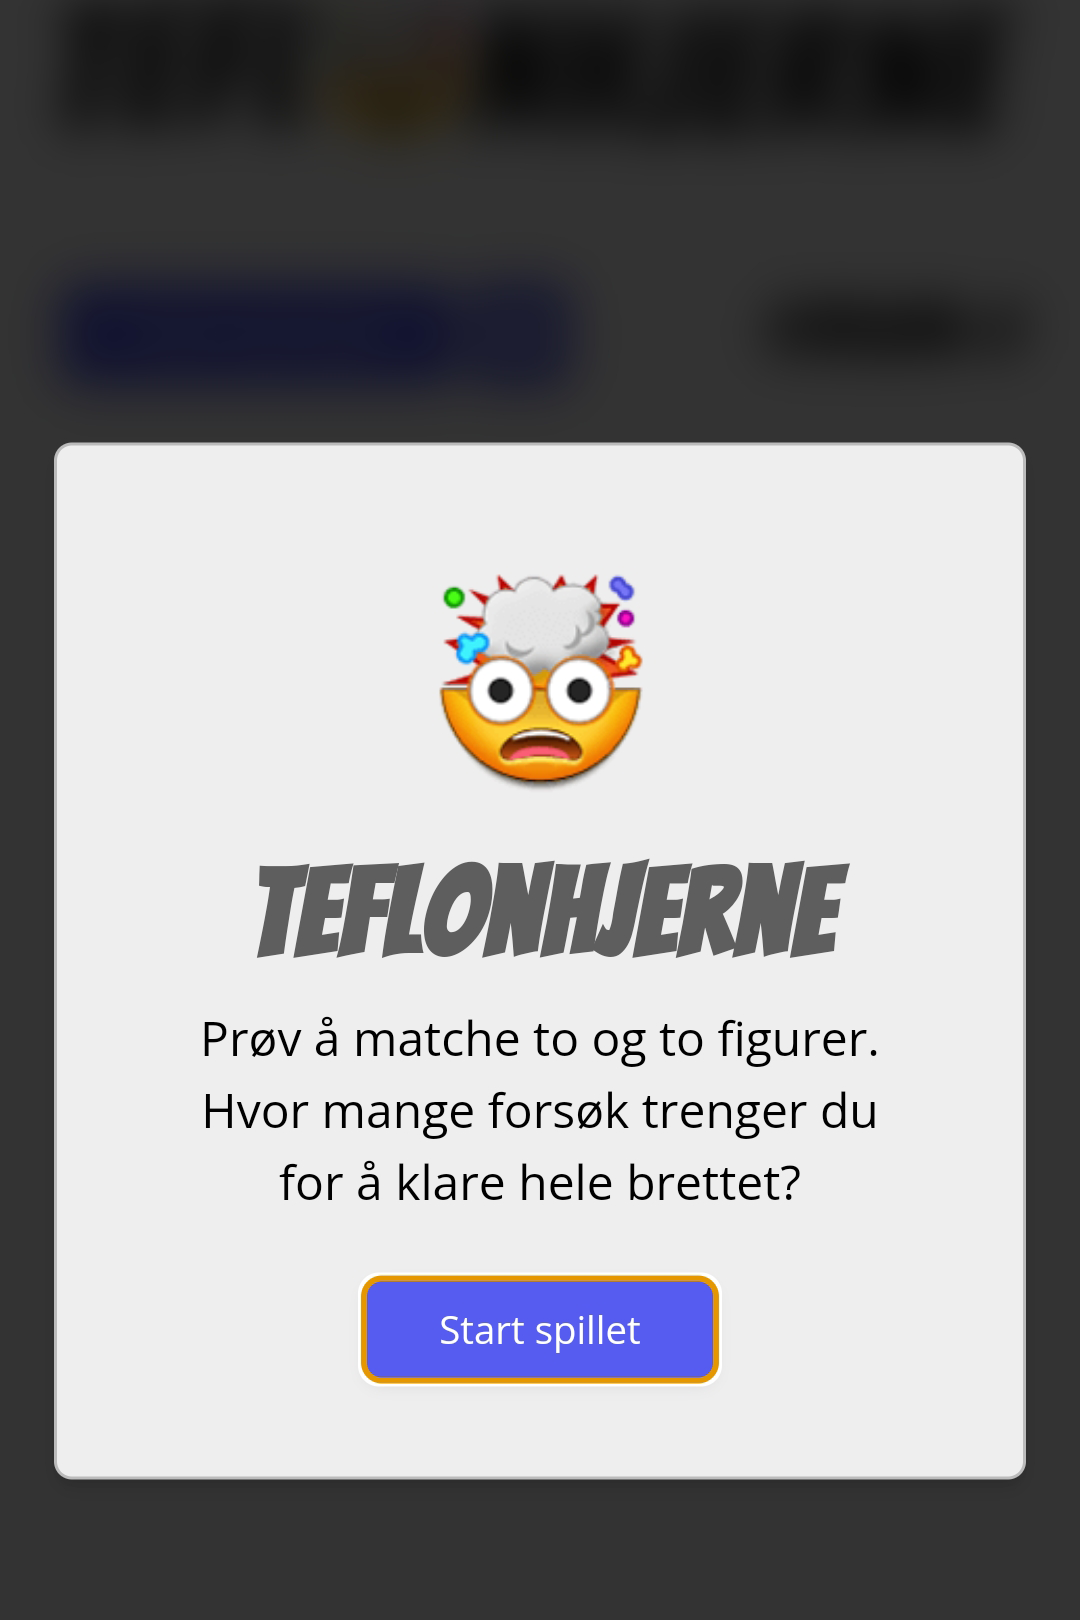 TEFLONHJERNE
Prøv å matche to og to figurer.
Hvor mange forsøk trenger du
for å klare hele brettet?
Start spillet